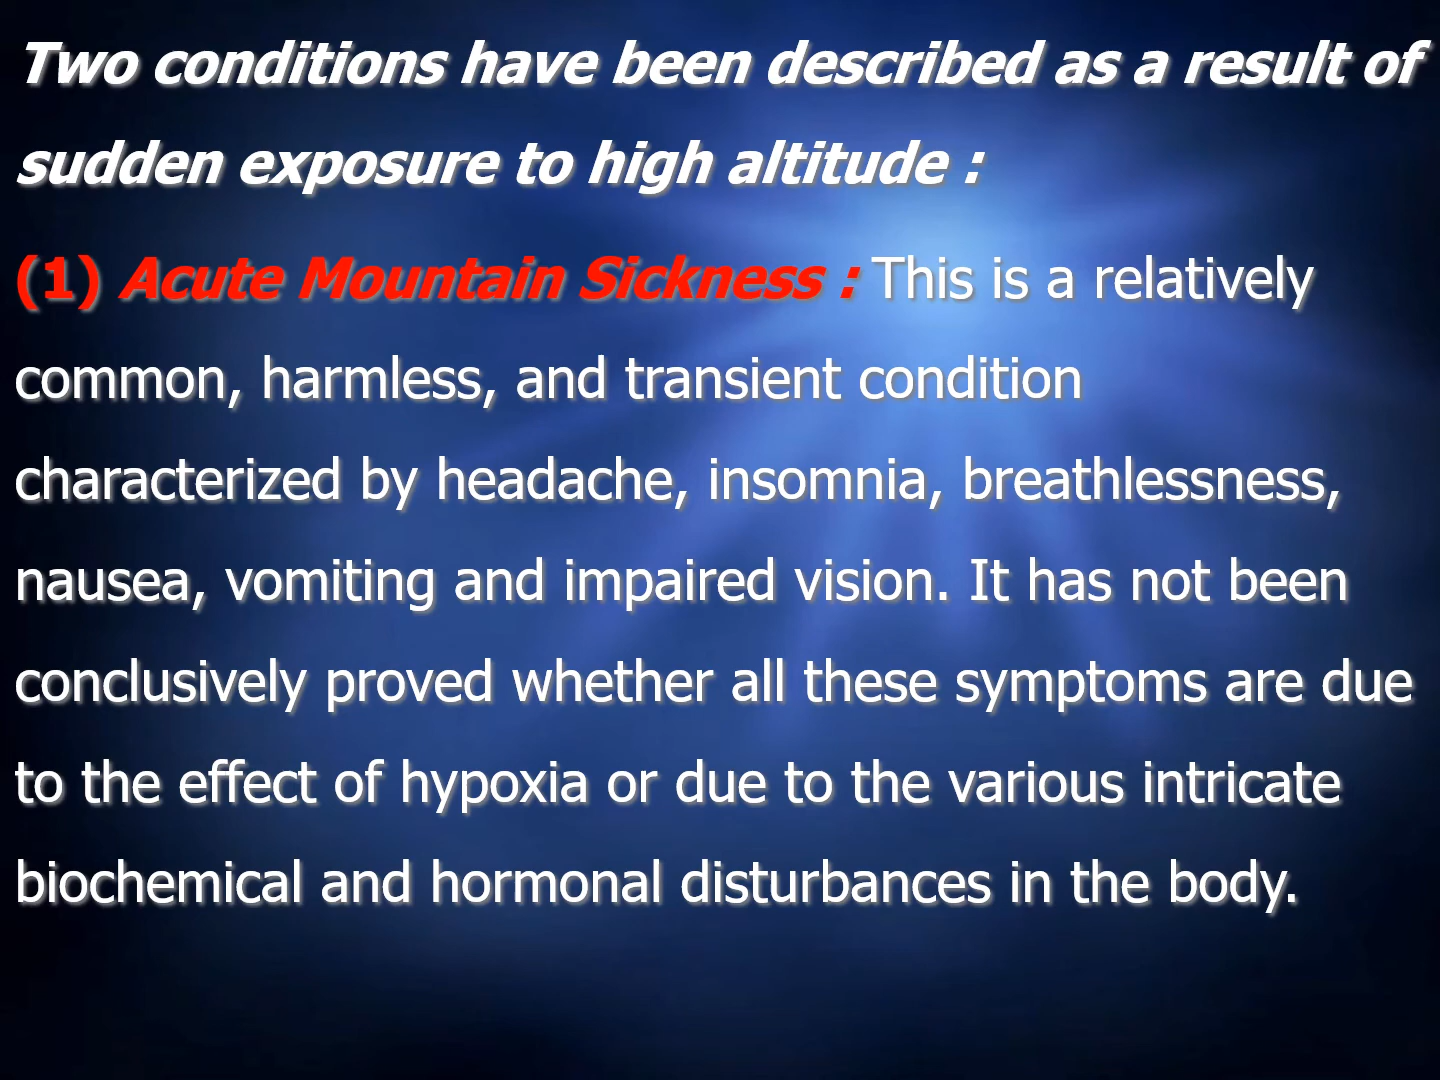 Two conditions have been described as a result of
sudden exposure to high altitude :
(1) Acute Mountain Sickness : This is a relatively
common, harmless, and transient condition
characterized by headache, insomnia, breathlessness,
nausea, vomiting and impaired vision. It has not been
conclusively proved whether all these symptoms are due
to the effect of hypoxia or due to the various intricate
biochemical and hormonal disturbances in the body.